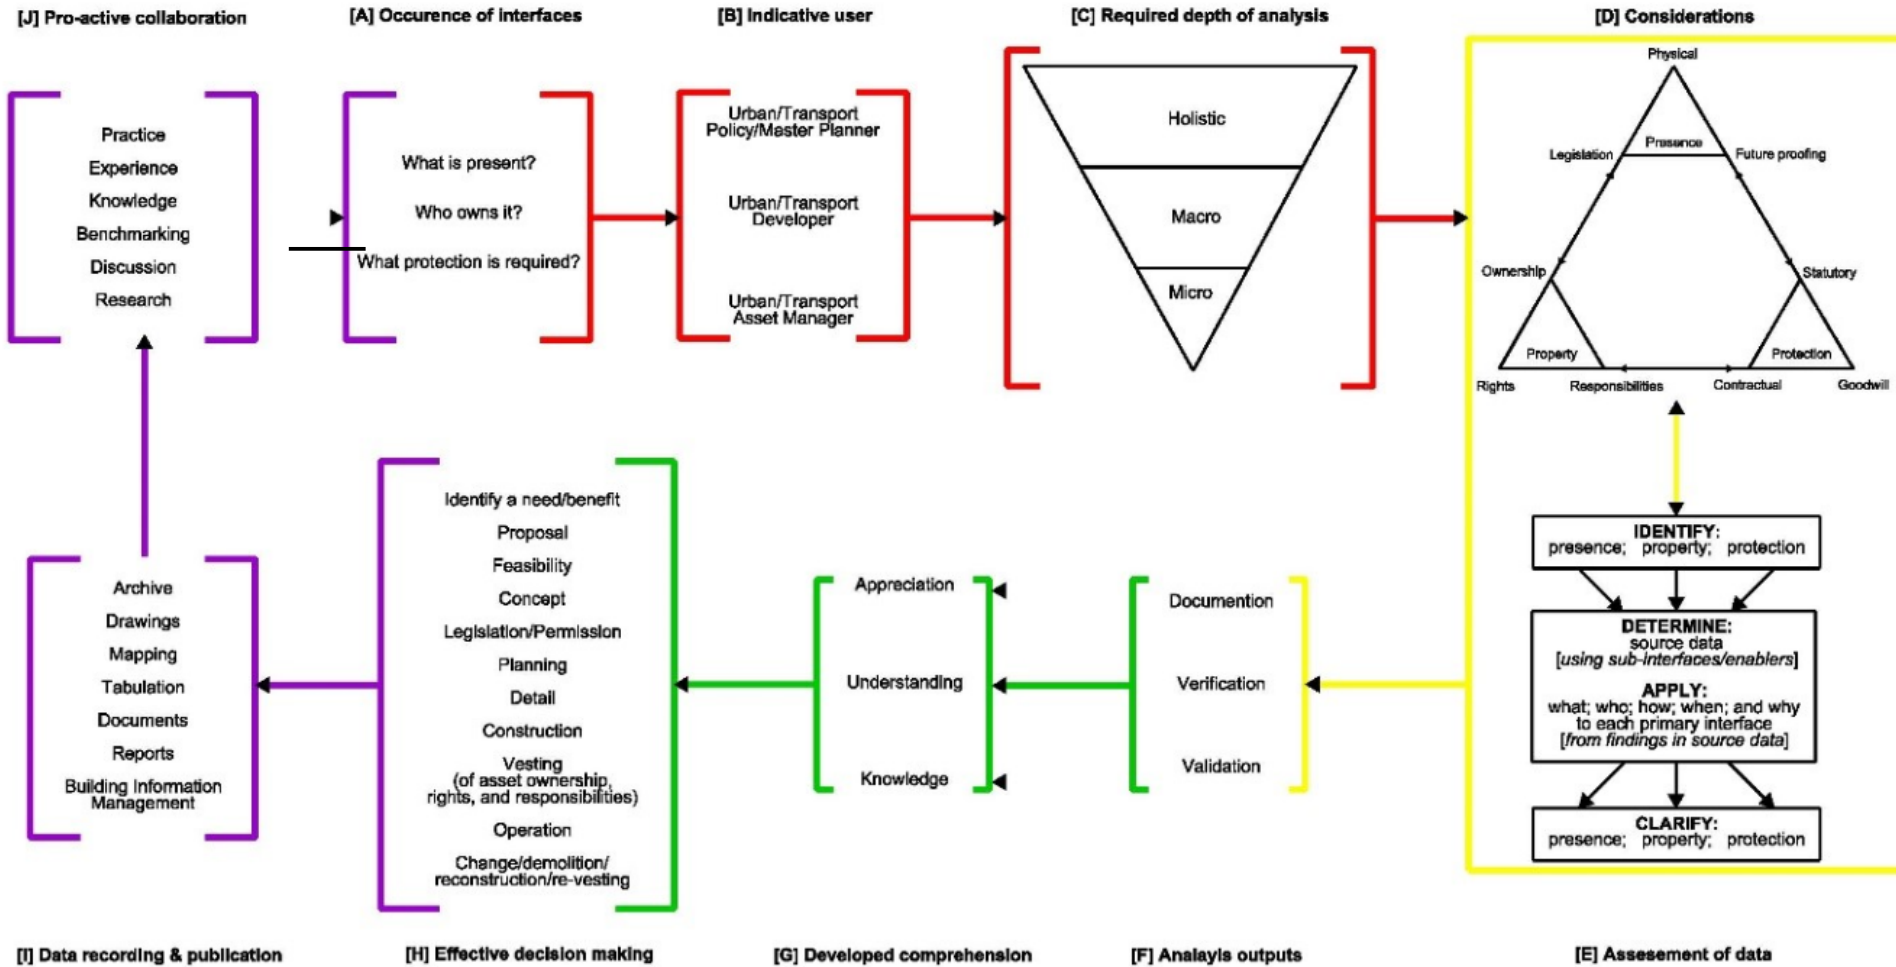 [J] Pro-active collaboration
[A] Occurence of interfaces
[B] Indicative user
[C] Required depth of analysis
[D] Considerations
Practice
Experience
Knowledge
Benchmarking
Discussion
Research
What is present?
Who owns it?
What protection is required?
Urban/Transport
Policy/Master Planner
Urban/Transport
Developer
Urban/Transport
Asset Manager
Holistic
Macro
Micro
Physical
Presence
Legislation
Future proofing
Ownership
Statutory
Property
Protection
Rights
Responsibilities
Contractual
Goodwill
IDENTIFY:
presence; property; protection
DETERMINE:
source data
[using sub-interfaces/enablers]
APPLY:
what; who; how; when; and why
to each primary interface
[from findings in source data]
CLARIFY:
presence; property; protection
Documention
Verification
Validation
Appreciation
Understanding
Knowledge
Identify a need/benefit
Proposal
Feasibility
Concept
Legislation/Permission
Planning
Detail
Construction
Vesting
(of asset ownership,
rights, and responsibilities)
Operation
Change/demolition/
reconstruction/re-vesting
Archive
Drawings
Mapping
Tabulation
Documents
Reports
Building Information
Management
[I] Data recording & publication
[H] Effective decision making
[G] Developed comprehension
[F] Analayis outputs
[E] Assesement of data